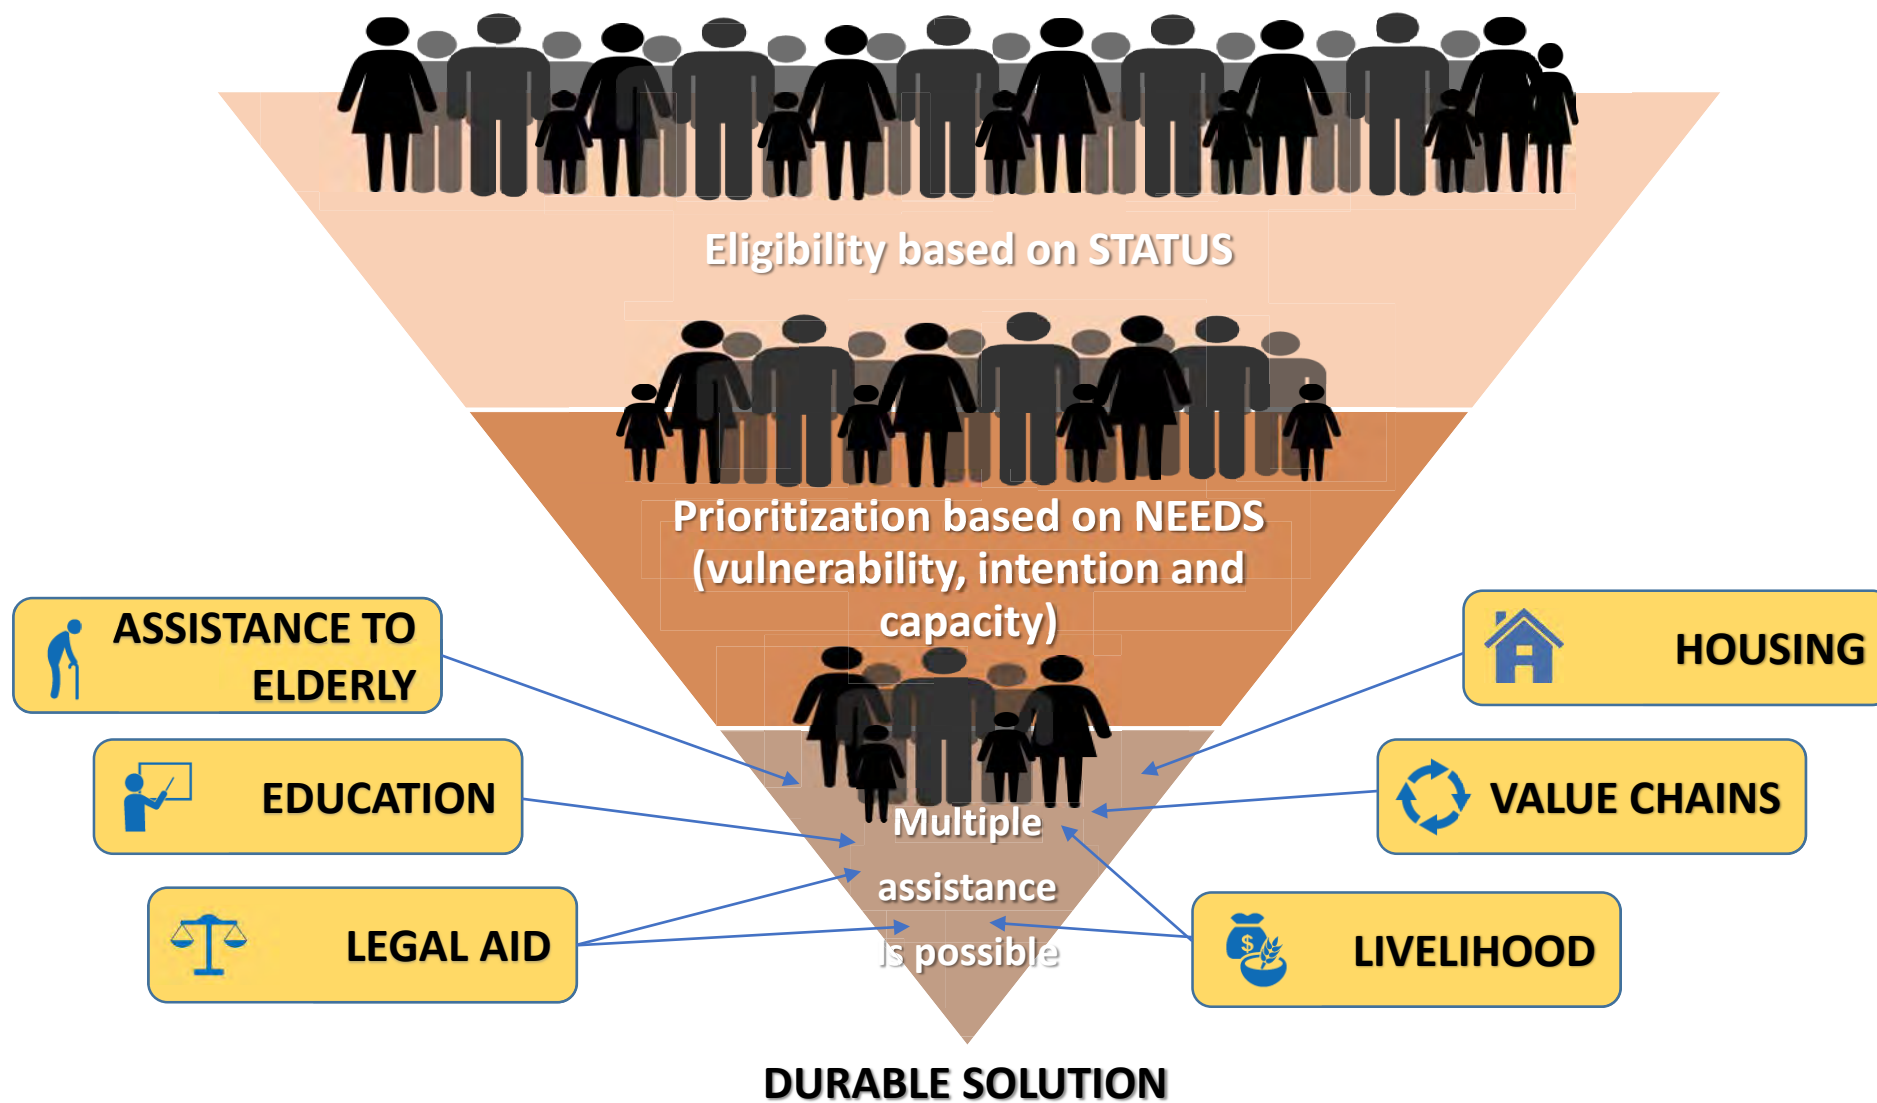 Eligibility based on STATUS
Prioritization based on NEEDS
(vulnerability, intention and
capacity)
ASSISTANCE TO
ELDERLY
HOUSING
EDUCATION
VALUE CHAINS
Multiple
assistance
Is possible
LEGAL AID
$
LIVELIHOOD
DURABLE SOLUTION